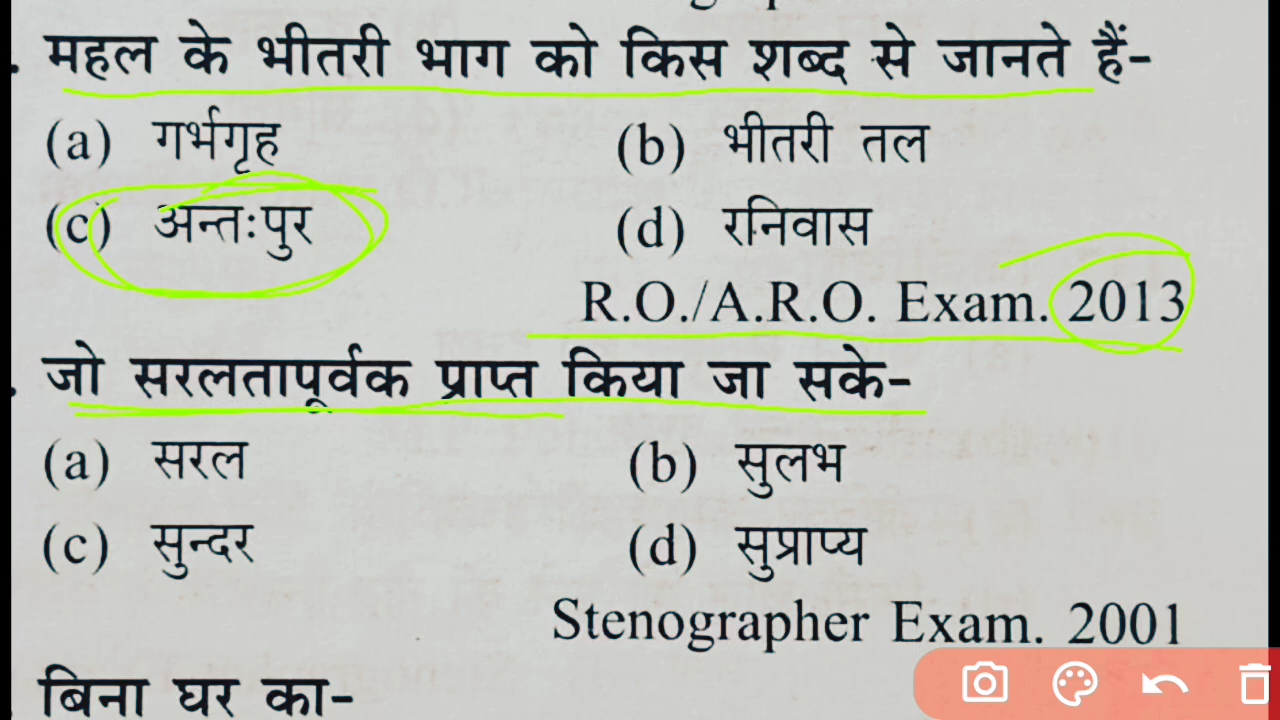 महल के भीतरी भाग को किस शब्द से जानते हैं-
(a) गर्भगृह (b) भीतरी तल
(c) अन्तःपुर (d) रनिवास
R.O./A.R.O. Exam. 2013
जो सरलतापूर्वक प्राप्त किया जा सके-
(a) सरल (b) सुलभ
(c) सुन्दर (d) सुप्राप्य
Stenographer Exam. 2001
बिना घर का-